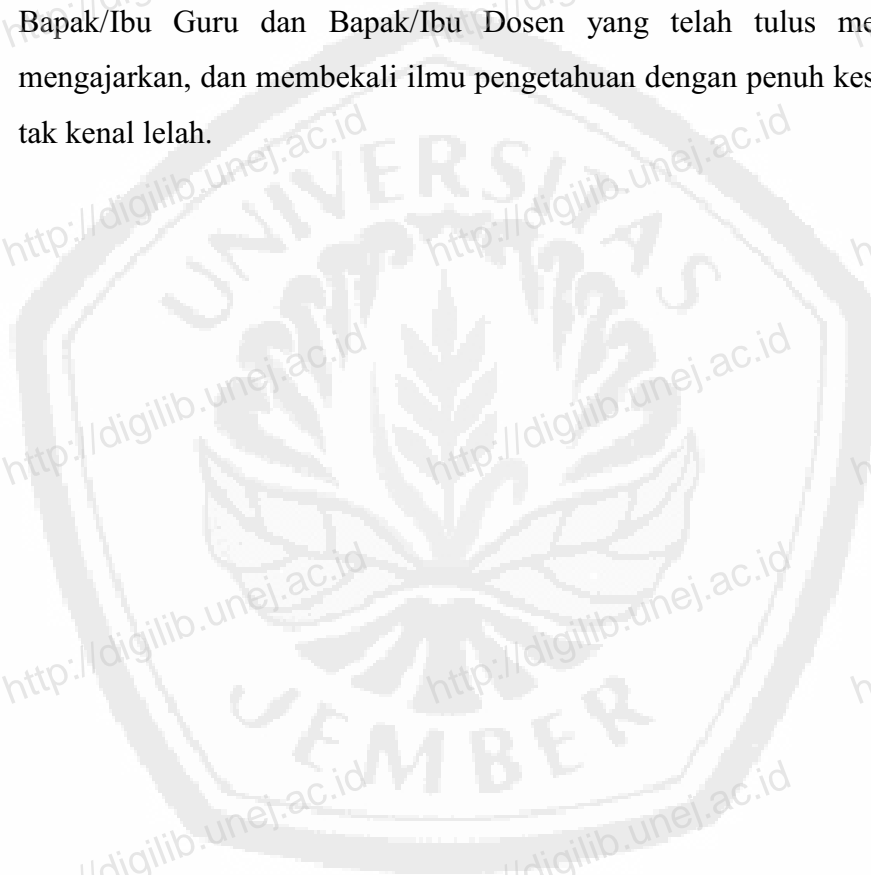 Bapak/Ibu Guru dan Bapak/Ibu Dosen yang telah tulus
mengajarkan, dan membekali ilmu pengetahuan dengan penuh
tak kenal lelah.
UNIVERSITAS
JEMBER
http://digilib.unej.ac.id
http://digilib.unej.ac.id
http://digilib.unej.ac.id
http://digilib.unej.ac.id
http://digilib.unej.ac.id
http://digilib.unej.ac.id
//digilib.unej.ac.id
//digilib.unej.ac.id